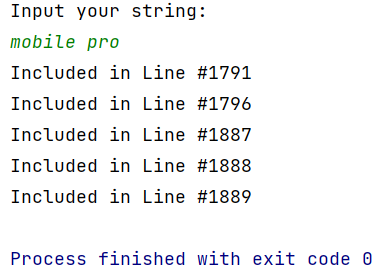 Input your string:
mobile pro
Included in Line #1791
Included in Line #1796
Included in Line #1887
Included in Line #1888
Included in Line #1889
Process finished with exit code 0